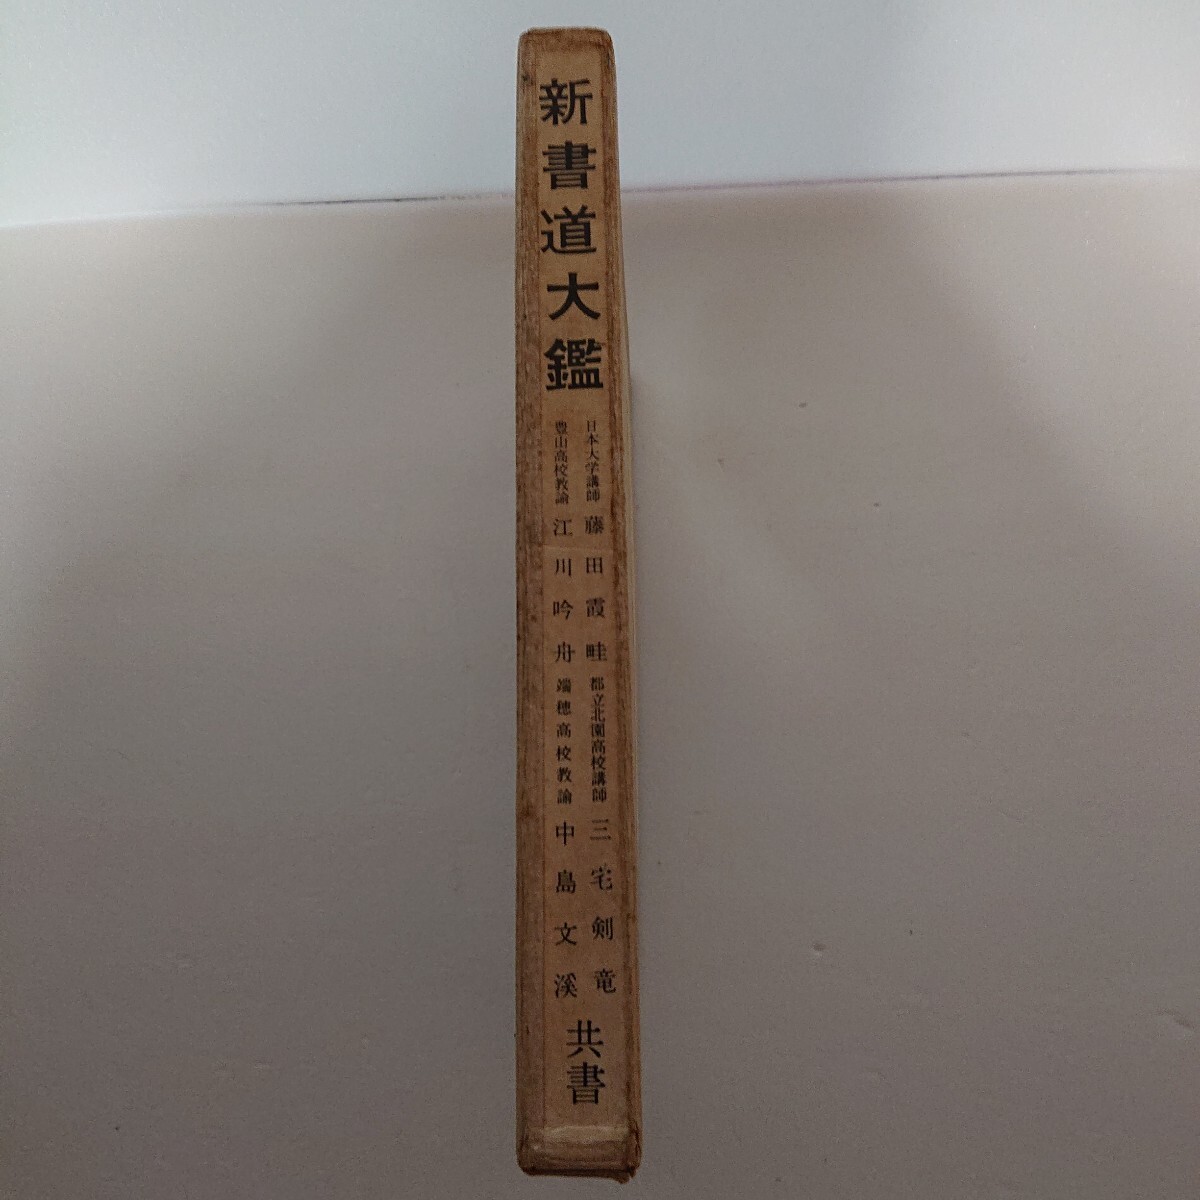 新書道大鑑
日本大学講師 藤田霞畦
豊山高校教諭 江川吟舟
都立北園高校講師 三宅剣竜
端穂高校教諭 中島文溪
共書